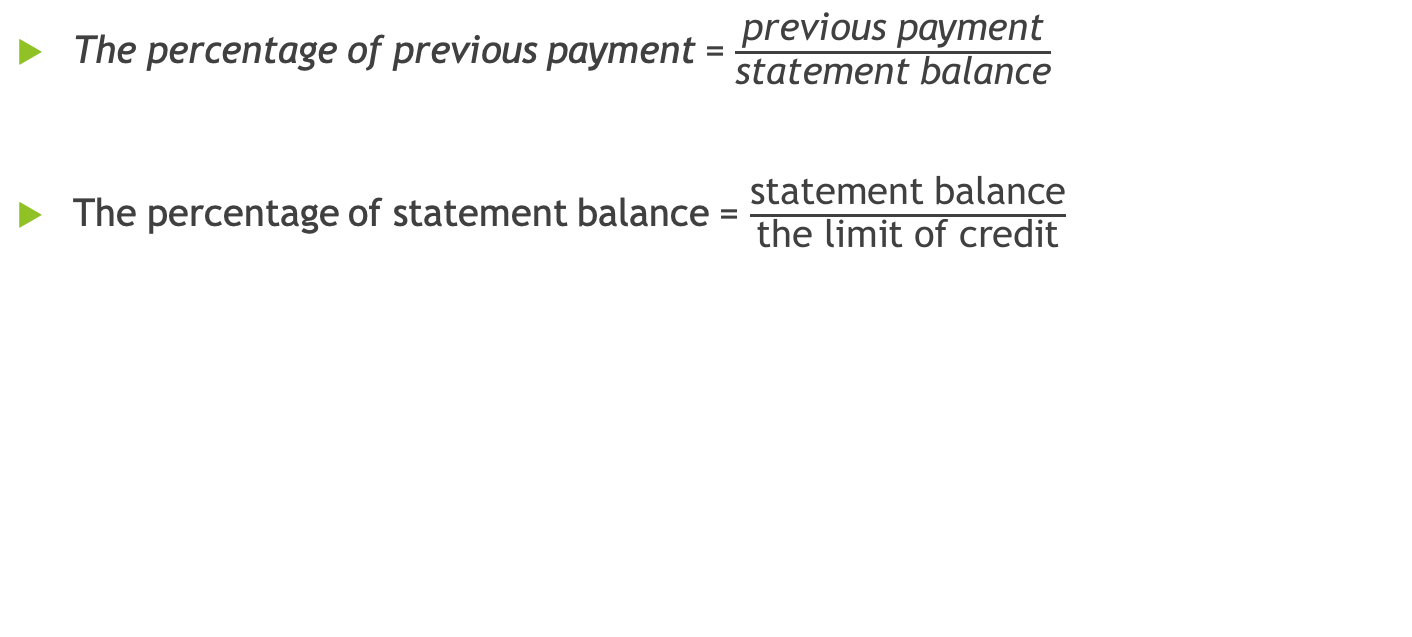 The percentage of previous payment = previous payment / statement balance
The percentage of statement balance = statement balance / the limit of credit